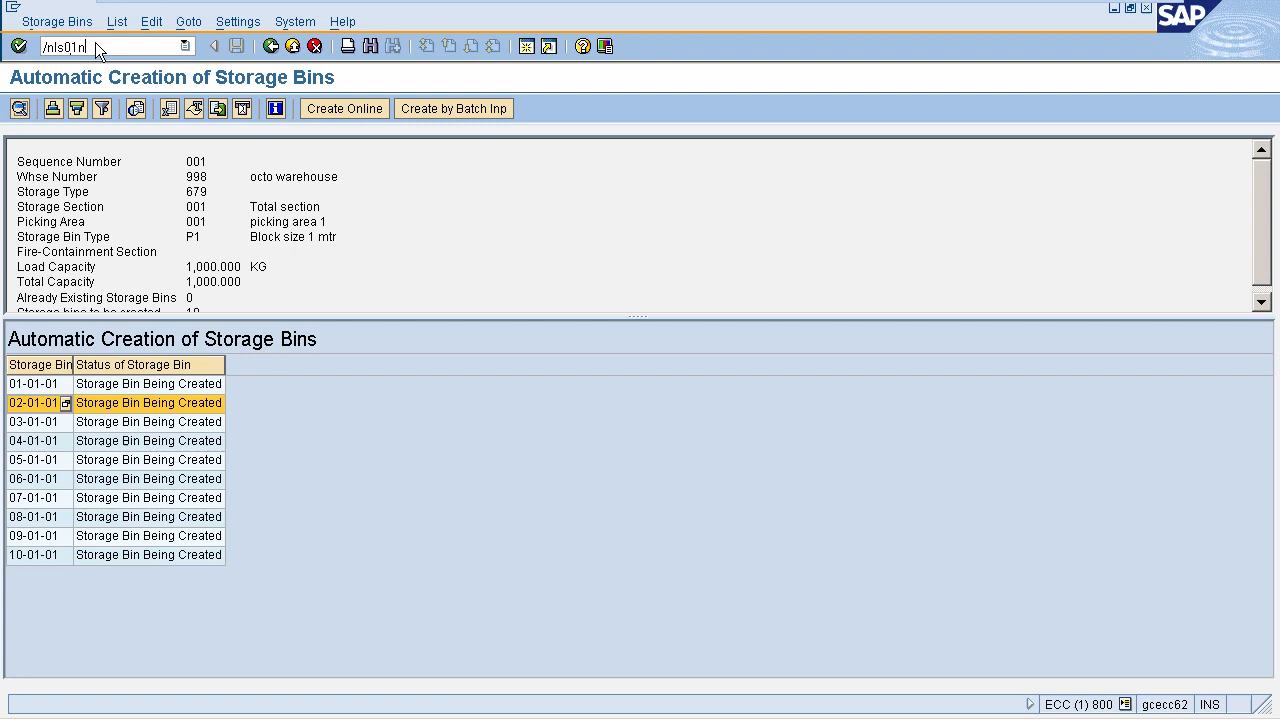 Storage Bins List Edit Goto Settings System Help
SAP
/nls01n
Automatic Creation of Storage Bins
Create Online Create by Batch Inp
Sequence Number 001
Whse Number 998 octo warehouse
Storage Type 679
Storage Section 001 Total section
Picking Area 001 picking area 1
Storage Bin Type P1 Block size 1 mtr
Fire-Containment Section
Load Capacity 1,000.000 KG
Total Capacity 1,000.000
Already Existing Storage Bins 0
Storage bins to be created 10
Automatic Creation of Storage Bins
Storage Bin Status of Storage Bin
01-01-01 Storage Bin Being Created
02-01-01 Storage Bin Being Created
03-01-01 Storage Bin Being Created
04-01-01 Storage Bin Being Created
05-01-01 Storage Bin Being Created
06-01-01 Storage Bin Being Created
07-01-01 Storage Bin Being Created
08-01-01 Storage Bin Being Created
09-01-01 Storage Bin Being Created
10-01-01 Storage Bin Being Created
ECC (1) 800 gcecc62 INS